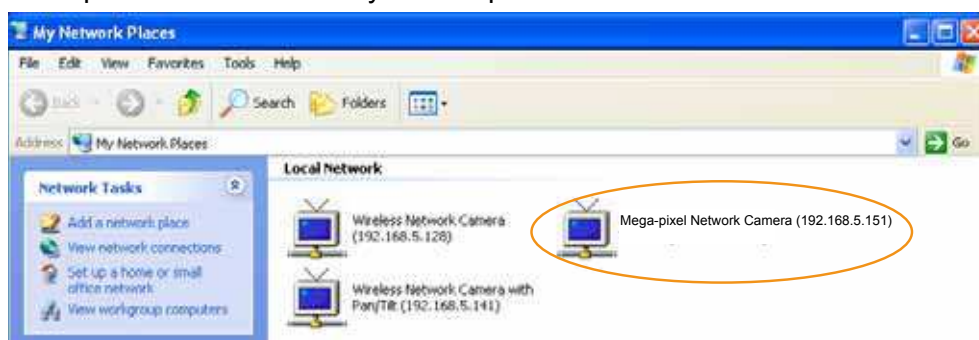 My Network Places
File Edit View Favorites Tools Help
Back Search Folders
Address My Network Places Go
Local Network
Network Tasks
Add a network place
View network connections
Set up a home or small
office network
View workgroup computers
Wireless Network Camera
(192.168.5.128)
Mega-pixel Network Camera (192.168.5.151)
Wireless Network Camera with
Pan/Tilt (192.168.5.141)